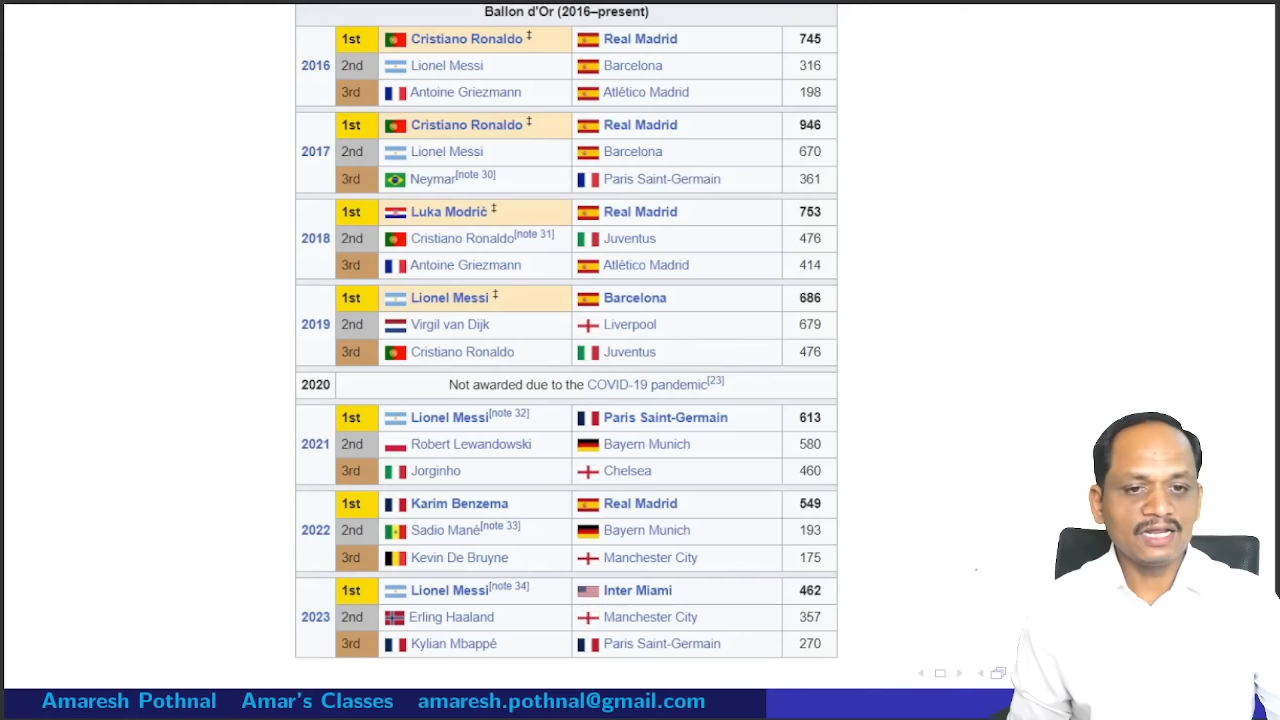 Ballon d'Or (2016–present)
1st Cristiano Ronaldo ‡ Real Madrid 745
2016 2nd Lionel Messi Barcelona 316
3rd Antoine Griezmann Atlético Madrid 198
1st Cristiano Ronaldo ‡ Real Madrid 946
2017 2nd Lionel Messi Barcelona 670
3rd Neymar[note 30] Paris Saint-Germain 361
1st Luka Modrić ‡ Real Madrid 753
2018 2nd Cristiano Ronaldo[note 31] Juventus 478
3rd Antoine Griezmann Atlético Madrid 414
1st Lionel Messi ‡ Barcelona 686
2019 2nd Virgil van Dijk Liverpool 679
3rd Cristiano Ronaldo Juventus 476
2020 Not awarded due to the COVID-19 pandemic[23]
1st Lionel Messi[note 32] Paris Saint-Germain 613
2021 2nd Robert Lewandowski Bayern Munich 580
3rd Jorginho Chelsea 460
1st Karim Benzema Real Madrid 549
2022 2nd Sadio Mané[note 33] Bayern Munich 193
3rd Kevin De Bruyne Manchester City 175
1st Lionel Messi[note 34] Inter Miami 462
2023 2nd Erling Haaland Manchester City 357
3rd Kylian Mbappé Paris Saint-Germain 270
Amaresh Pothnal Amar's Classes amaresh.pothnal@gmail.com